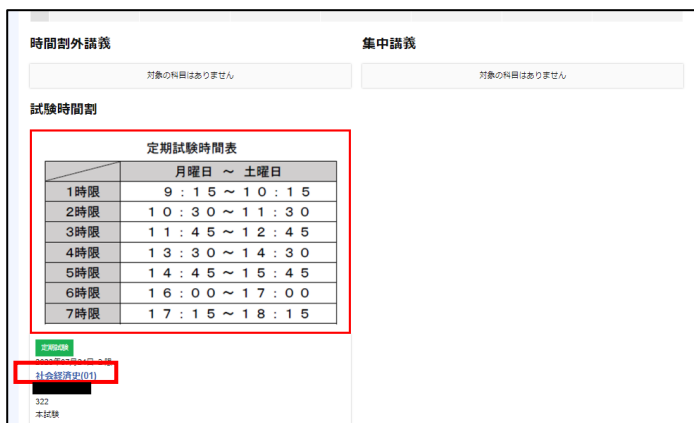 時間割外講義
集中講義
対象の科目はありません
対象の科目はありません
試験時間割
定期試験時間表
月曜日 ~ 土曜日
1時限 9:15~10:15
2時限 10:30~11:30
3時限 11:45~12:45
4時限 13:30~14:30
5時限 14:45~15:45
6時限 16:00~17:00
7時限 17:15~18:15
定期試験
社会経済史(01)
322
本試験